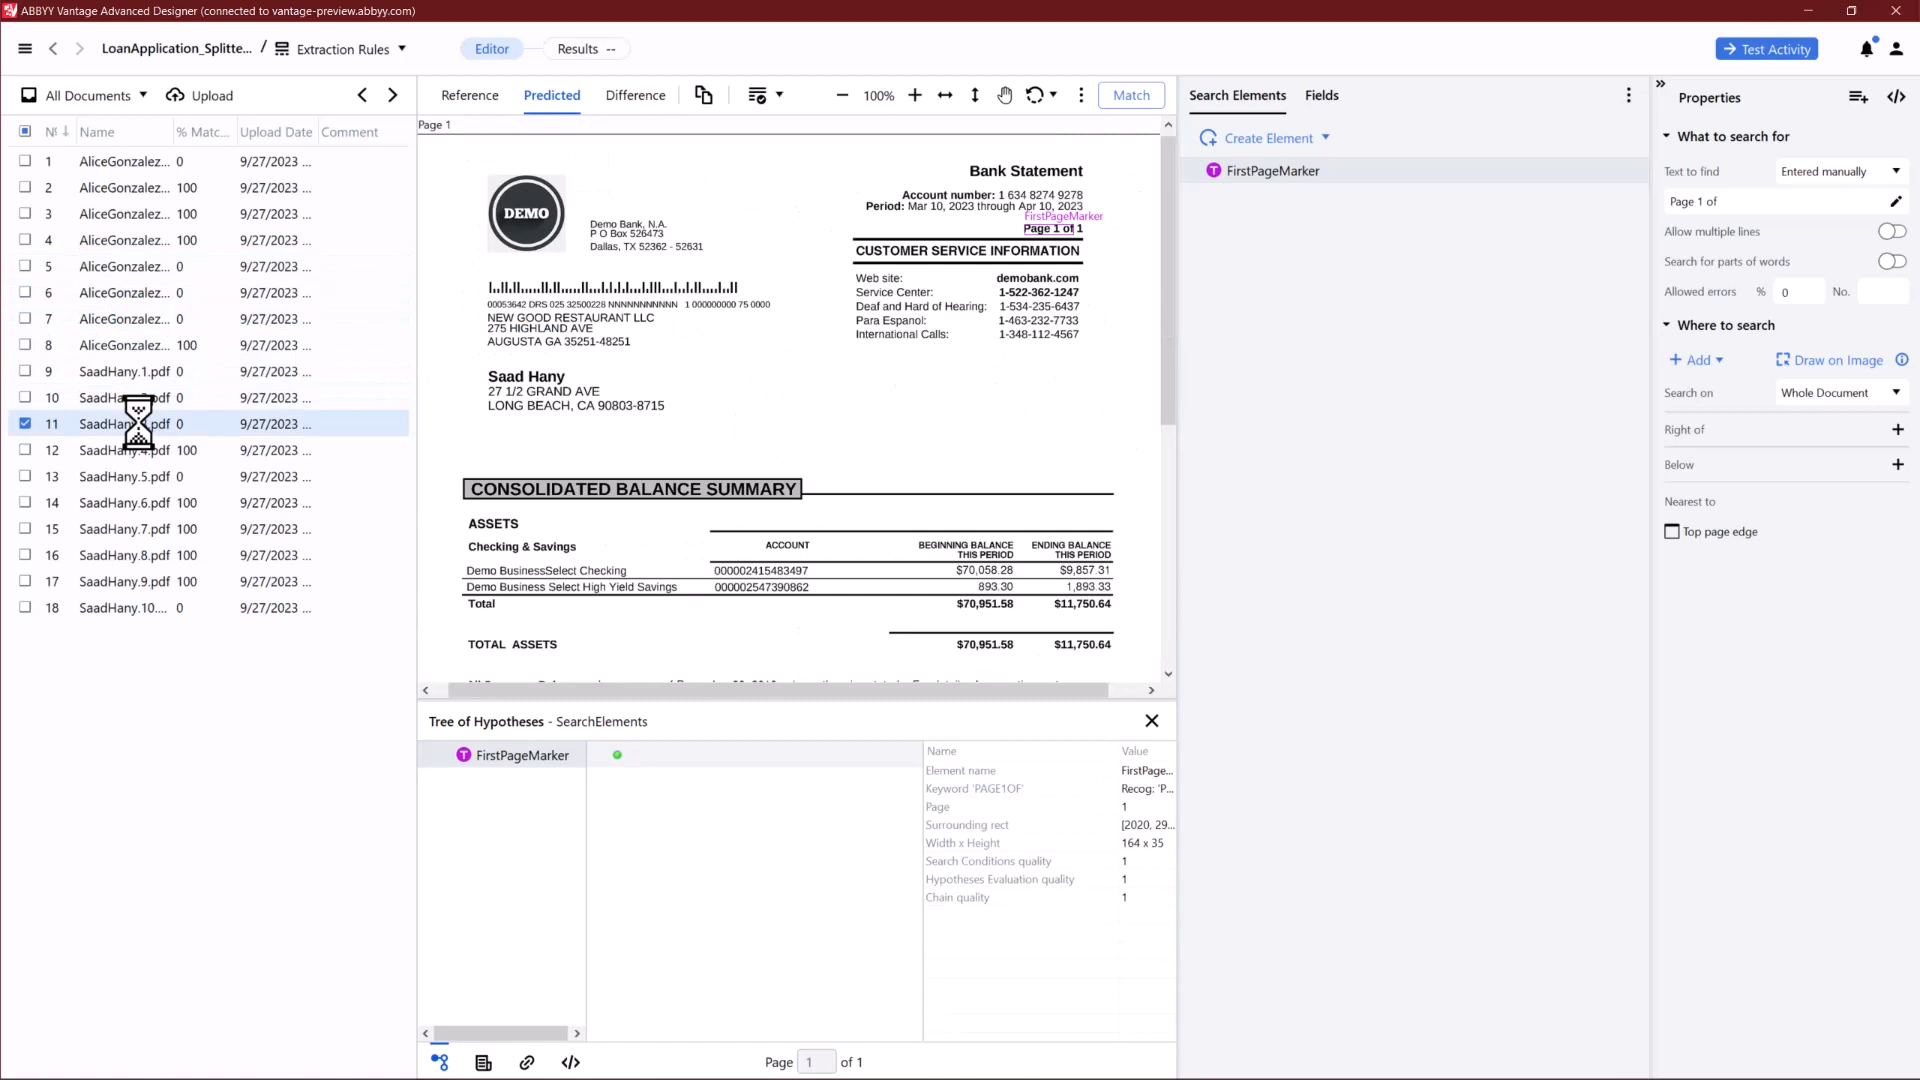 ABBYY Vantage Advanced Designer (connected to vantage-preview.abbyy.com)
LoanApplication_Splitte... / Extraction Rules
Editor
Results --
Test Activity
All Documents
Upload
Reference
Predicted
Difference
100%
Match
Search Elements
Fields
Properties
№ Name % Matc... Upload Date Comment
1 AliceGonzalez... 0 9/27/2023 ...
2 AliceGonzalez... 100 9/27/2023 ...
3 AliceGonzalez... 100 9/27/2023 ...
4 AliceGonzalez... 100 9/27/2023 ...
5 AliceGonzalez... 0 9/27/2023 ...
6 AliceGonzalez... 0 9/27/2023 ...
7 AliceGonzalez... 0 9/27/2023 ...
8 AliceGonzalez... 100 9/27/2023 ...
9 SaadHany.1.pdf 0 9/27/2023 ...
10 0 9/27/2023 ...
11 0 9/27/2023 ...
12 SaadHany.4.pdf 100 9/27/2023 ...
13 SaadHany.5.pdf 0 9/27/2023 ...
14 SaadHany.6.pdf 100 9/27/2023 ...
15 SaadHany.7.pdf 100 9/27/2023 ...
16 SaadHany.8.pdf 100 9/27/2023 ...
17 SaadHany.9.pdf 100 9/27/2023 ...
18 SaadHany.10.... 0 9/27/2023 ...
Page 1
Bank Statement
Account number: 1 634 8274 9278
Period: Mar 10, 2023 through Apr 10, 2023
FirstPageMarker
Page 1 of 1
DEMO
Demo Bank, N.A.
P O Box 526473
Dallas, TX 52362 - 52631
CUSTOMER SERVICE INFORMATION
Web site: demobank.com
Service Center: 1-522-362-1247
Deaf and Hard of Hearing: 1-534-235-6437
Para Espanol: 1-463-232-7733
International Calls: 1-348-112-4567
00053642 DRS 025 32500228 NNNNNNNNNNN 1 000000000 75 0000
NEW GOOD RESTAURANT LLC
275 HIGHLAND AVE
AUGUSTA GA 35251-48251
Saad Hany
27 1/2 GRAND AVE
LONG BEACH, CA 90803-8715
CONSOLIDATED BALANCE SUMMARY
ASSETS
Checking & Savings ACCOUNT BEGINNING BALANCE THIS PERIOD ENDING BALANCE THIS PERIOD
Demo BusinessSelect Checking 000002415483497 $70,058.28 $9,857.31
Demo Business Select High Yield Savings 000002547390862 893.30 1,893.33
Total $70,951.58 $11,750.64
TOTAL ASSETS $70,951.58 $11,750.64
Tree of Hypotheses - SearchElements
FirstPageMarker
Name Value
Element name FirstPage...
Keyword 'PAGE1OF' Recog: 'P...
Page 1
Surrounding rect [2020, 29...
Width x Height 164 x 35
Search Conditions quality 1
Hypotheses Evaluation quality 1
Chain quality 1
Page 1 of 1
Create Element
FirstPageMarker
What to search for
Text to find Entered manually
Page 1 of
Allow multiple lines
Search for parts of words
Allowed errors % 0 No.
Where to search
Add
Draw on Image
Search on Whole Document
Right of
Below
Nearest to
Top page edge